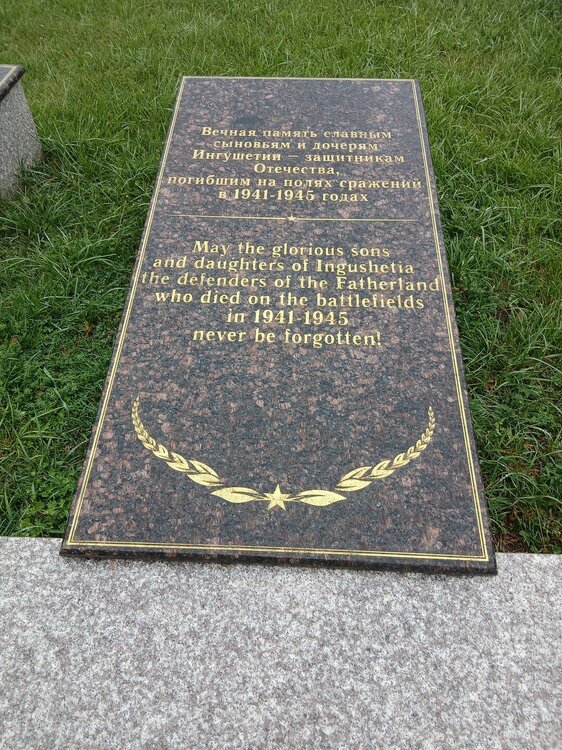 Вечная память славным
сыновьям и дочерям
Ингушетии – защитникам
Отечества,
погибшим на полях сражений
в 1941-1945 годах
May the glorious sons
and daughters of Ingushetia
the defenders of the Fatherland
who died on the battlefields
in 1941-1945
never be forgotten!